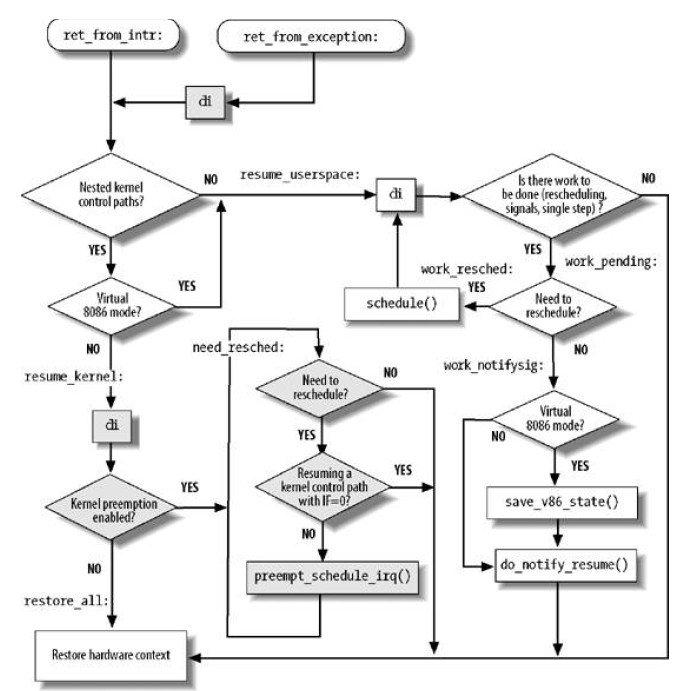 ret_from_intr:
ret_from_exception:
di
Nested kernel
control paths?
NO
resume_userspace:
di
Is there work to
be done (rescheduling,
signals, single step) ?
NO
YES
YES
work_pending:
Virtual
8086 mode?
YES
work_resched:
YES
schedule()
Need to
reschedule?
NO
NO
resume_kernel:
need_resched:
Need to
reschedule?
NO
work_notifysig:
di
Virtual
8086 mode?
NO
YES
YES
Kernel preemption
enabled?
YES
Resuming a
kernel control path
with IF=0?
YES
save_v86_state()
NO
NO
preempt_schedule_irq()
do_notify_resume()
restore_all:
Restore hardware context